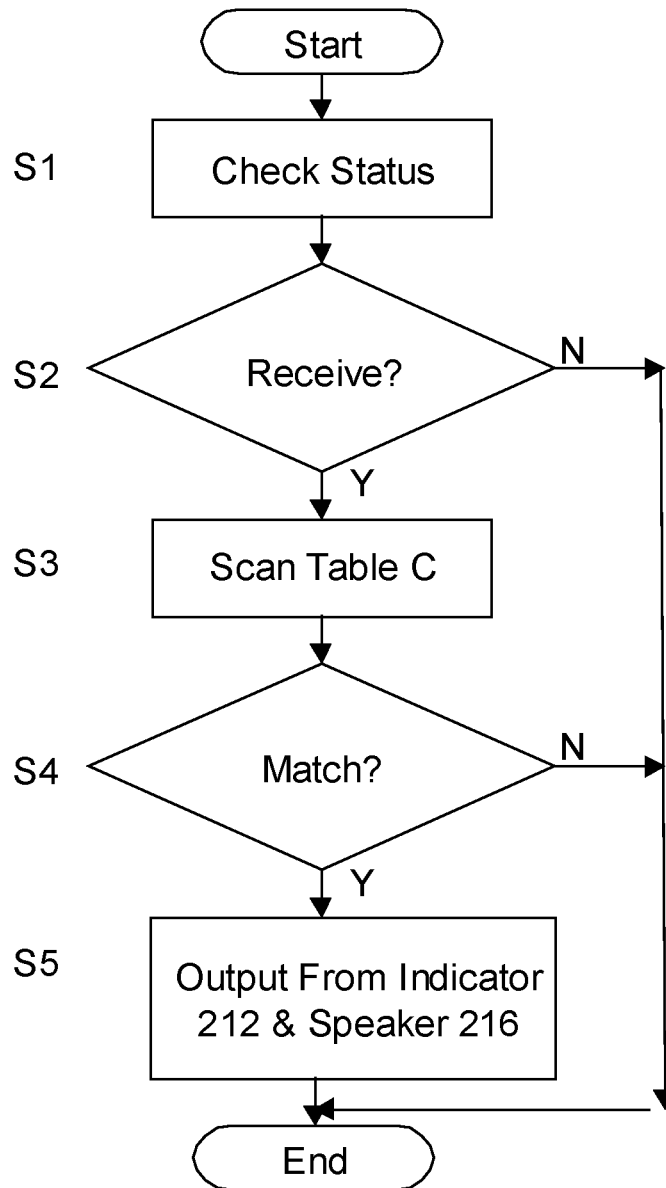 Start
S1
Check Status
S2
Receive?
N
Y
S3
Scan Table C
S4
Match?
N
Y
S5
Output From Indicator
212 & Speaker 216
End